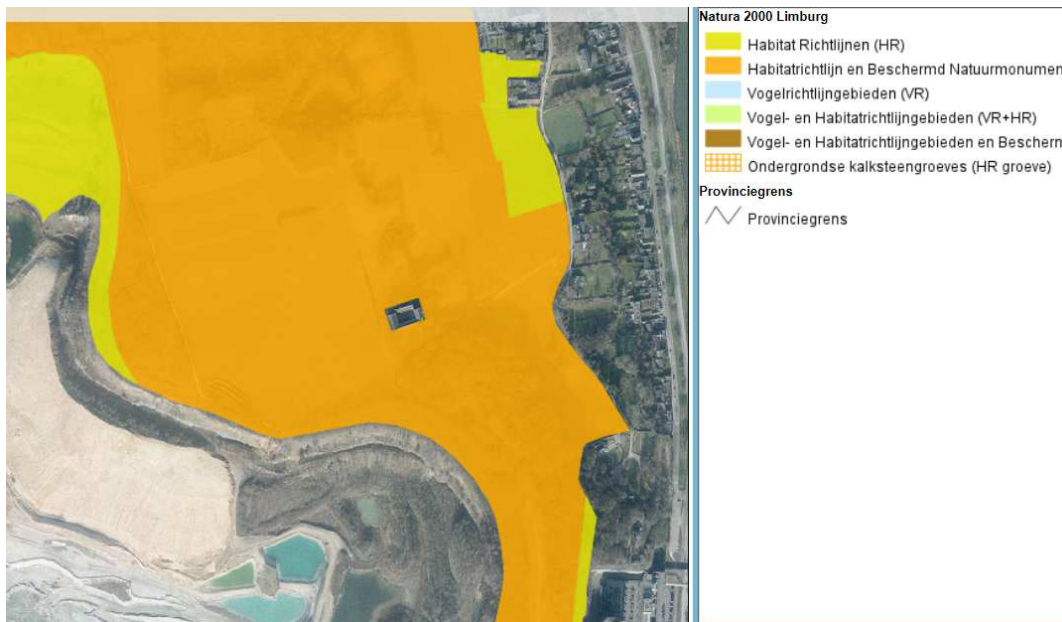 Natura 2000 Limburg
Habitat Richtlijnen (HR)
Habitatrichtlijn en Beschermd Natuurmonumen
Vogelrichtlijngebieden (VR)
Vogel- en Habitatrichtlijngebieden (VR+HR)
Vogel- en Habitatrichtlijngebieden en Bescherm
Ondergrondse kalksteengroeves (HR groeve)
Provinciegrens
Provinciegrens